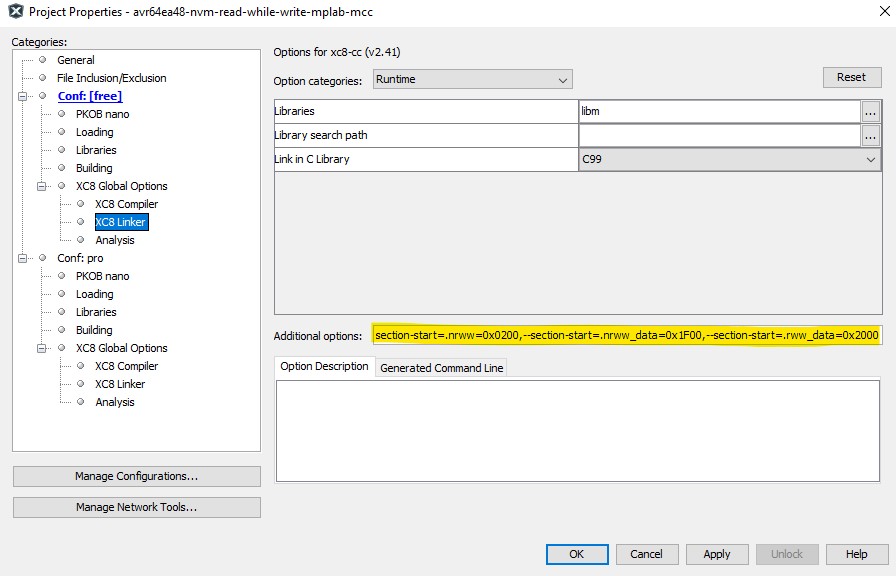 Project Properties - avr64ea48-nvm-read-while-write-mplab-mcc
Categories:
General
File Inclusion/Exclusion
Conf: [free]
PKOB nano
Loading
Libraries
Building
XC8 Global Options
XC8 Compiler
XC8 Linker
Analysis
Conf: pro
PKOB nano
Loading
Libraries
Building
XC8 Global Options
XC8 Compiler
XC8 Linker
Analysis
Manage Configurations...
Manage Network Tools...
Options for xc8-cc (v2.41)
Option categories: Runtime
Reset
Libraries libm ...
Library search path ...
Link in C Library C99
Additional options: section-start=.nrww=0x0200,--section-start=.nrww_data=0x1F00,--section-start=.rww_data=0x2000
Option Description Generated Command Line
OK Cancel Apply Unlock Help